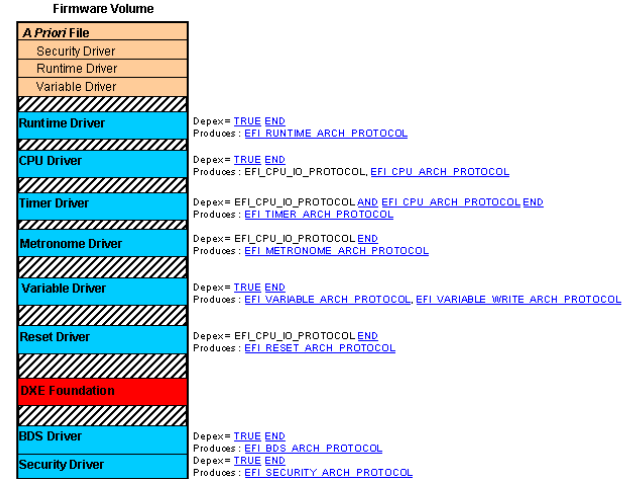 Firmware Volume
A Priori File
Security Driver
Runtime Driver
Variable Driver
Runtime Driver
Depex= TRUE END
Produces : EFI_RUNTIME_ARCH_PROTOCOL
CPU Driver
Depex= TRUE END
Produces : EFI_CPU_IO_PROTOCOL, EFI_CPU_ARCH_PROTOCOL
Timer Driver
Depex= EFI_CPU_IO_PROTOCOL AND EFI_CPU_ARCH_PROTOCOL END
Produces : EFI_TIMER_ARCH_PROTOCOL
Metronome Driver
Depex= EFI_CPU_IO_PROTOCOL END
Produces : EFI_METRONOME_ARCH_PROTOCOL
Variable Driver
Depex= TRUE END
Produces : EFI_VARIABLE_ARCH_PROTOCOL, EFI_VARIABLE_WRITE_ARCH_PROTOCOL
Reset Driver
Depex= EFI_CPU_IO_PROTOCOL END
Produces : EFI_RESET_ARCH_PROTOCOL
DXE Foundation
BDS Driver
Depex= TRUE END
Produces : EFI_BDS_ARCH_PROTOCOL
Security Driver
Depex= TRUE END
Produces : EFI_SECURITY_ARCH_PROTOCOL